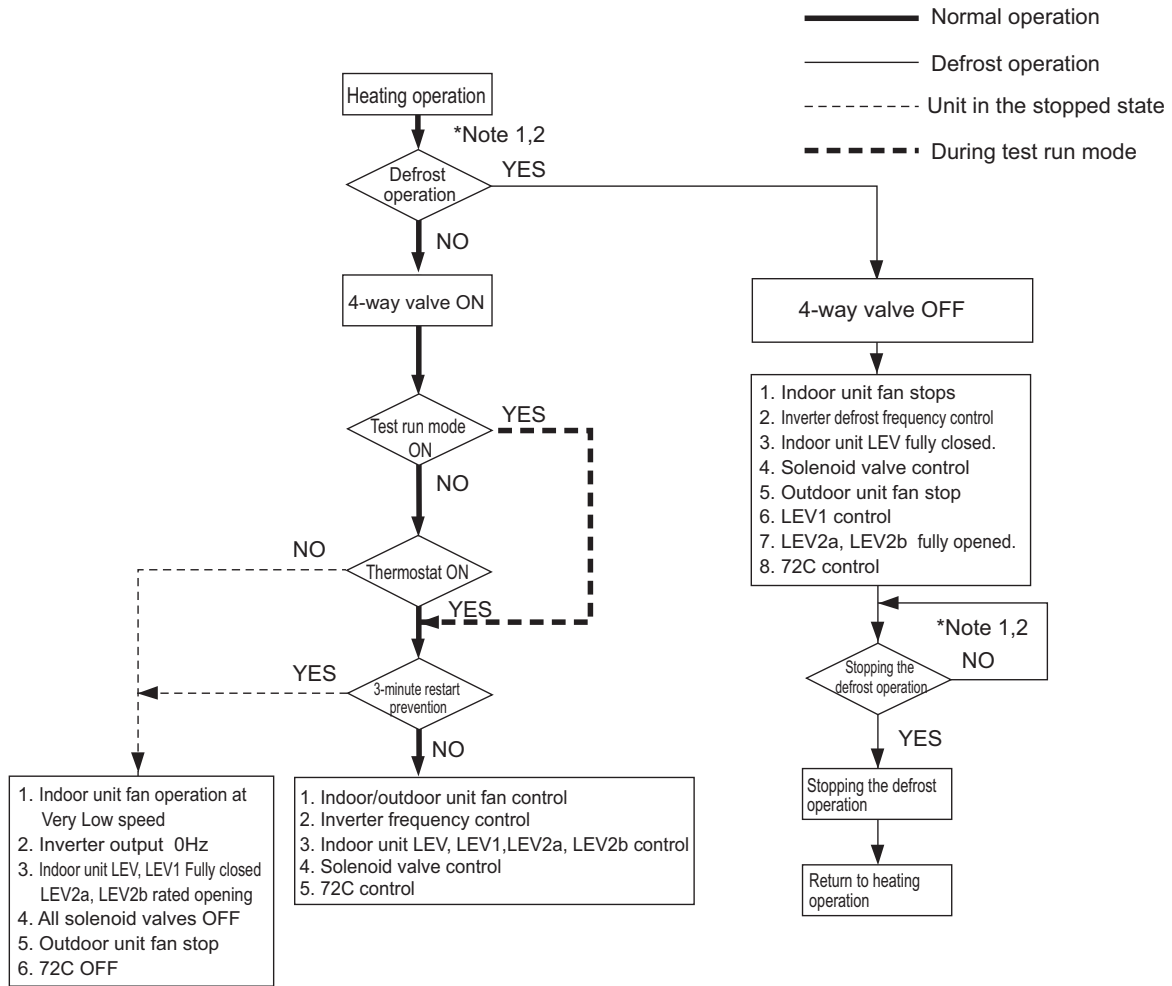 Normal operation
Defrost operation
Unit in the stopped state
During test run mode
Heating operation
*Note 1,2
Defrost
operation
YES
NO
4-way valve ON
4-way valve OFF
Test run mode
ON
YES
NO
1. Indoor unit fan stops
2. Inverter defrost frequency control
3. Indoor unit LEV fully closed.
4. Solenoid valve control
5. Outdoor unit fan stop
6. LEV1 control
7. LEV2a, LEV2b fully opened.
8. 72C control
NO
Thermostat ON
YES
*Note 1,2
NO
Stopping the
defrost operation
YES
YES
3-minute restart
prevention
NO
1. Indoor unit fan operation at
Very Low speed
2. Inverter output 0Hz
3. Indoor unit LEV, LEV1 Fully closed
LEV2a, LEV2b rated opening
4. All solenoid valves OFF
5. Outdoor unit fan stop
6. 72C OFF
1. Indoor/outdoor unit fan control
2. Inverter frequency control
3. Indoor unit LEV, LEV1,LEV2a, LEV2b control
4. Solenoid valve control
5. 72C control
Stopping the defrost
operation
Return to heating
operation